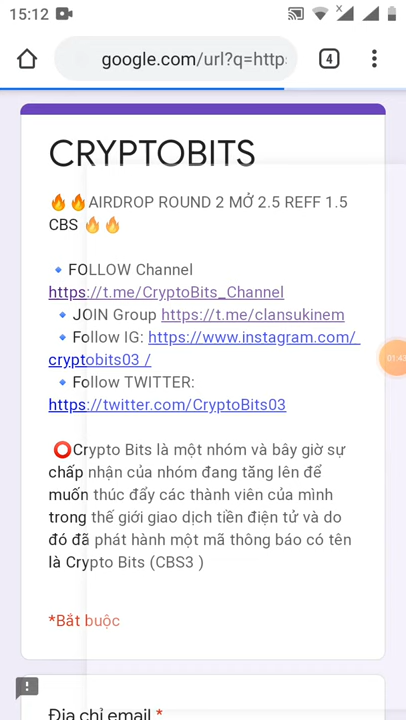 15:12
google.com/url?q=http
4
CRYPTOBITS
🔥🔥AIRDROP ROUND 2 MỞ 2.5 REFF 1.5
CBS 🔥🔥
🔹FOLLOW Channel
https://t.me/CryptoBits_Channel
🔹JOIN Group https://t.me/clansukinem
🔹Follow IG: https://www.instagram.com/
cryptobits03 /
🔹Follow TWITTER:
https://twitter.com/CryptoBits03
⭕Crypto Bits là một nhóm và bây giờ sự
chấp nhận của nhóm đang tăng lên để
muốn thúc đẩy các thành viên của mình
trong thế giới giao dịch tiền điện tử và do
đó đã phát hành một mã thông báo có tên
là Crypto Bits (CBS3 )
*Bắt buộc
Địa chỉ email *